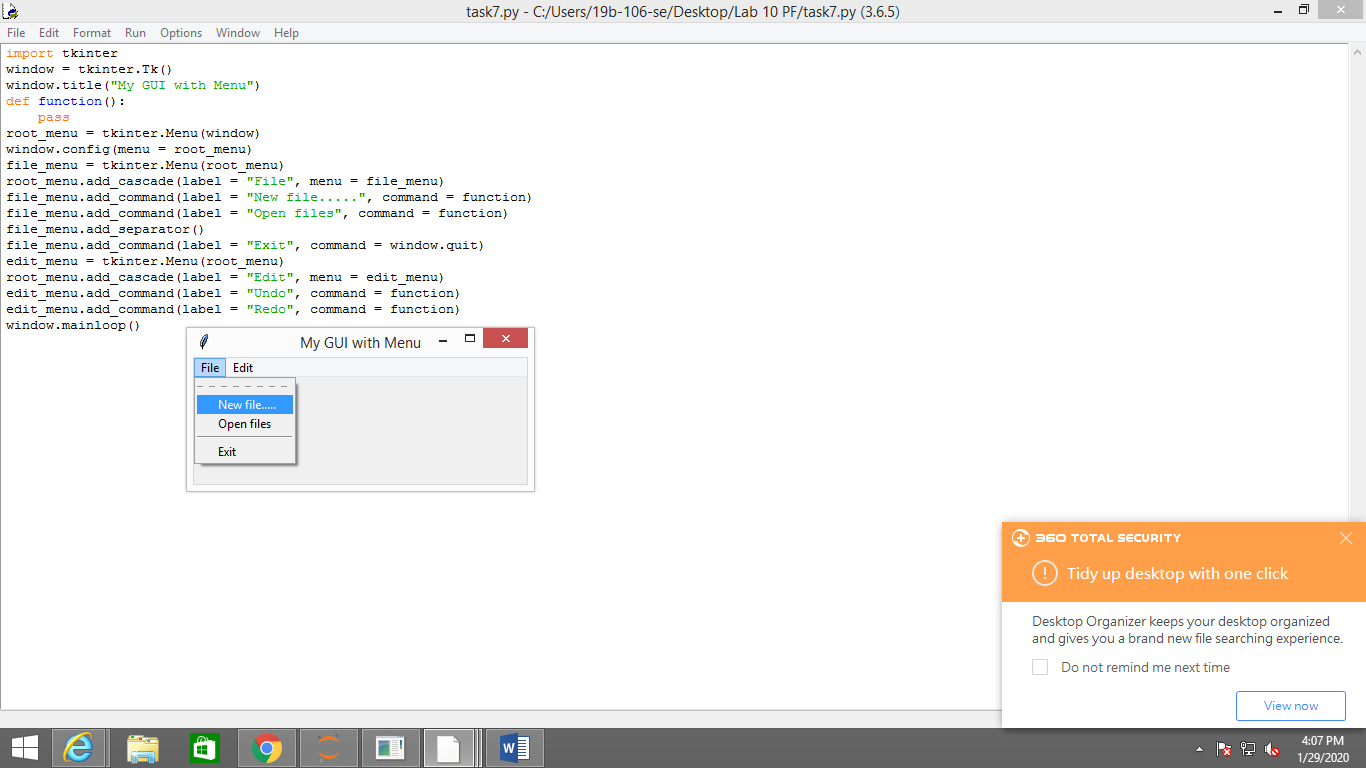 task7.py - C:/Users/19b-106-se/Desktop/Lab 10 PF/task7.py (3.6.5)
File Edit Format Run Options Window Help
import tkinter
window = tkinter.Tk()
window.title("My GUI with Menu")
def function():
    pass
root_menu = tkinter.Menu(window)
window.config(menu = root_menu)
file_menu = tkinter.Menu(root_menu)
root_menu.add_cascade(label = "File", menu = file_menu)
file_menu.add_command(label = "New file.....", command = function)
file_menu.add_command(label = "Open files", command = function)
file_menu.add_separator()
file_menu.add_command(label = "Exit", command = window.quit)
edit_menu = tkinter.Menu(root_menu)
root_menu.add_cascade(label = "Edit", menu = edit_menu)
edit_menu.add_command(label = "Undo", command = function)
edit_menu.add_command(label = "Redo", command = function)
window.mainloop()
My GUI with Menu
File Edit
New file.....
Open files
Exit
360 TOTAL SECURITY
Tidy up desktop with one click
Desktop Organizer keeps your desktop organized
and gives you a brand new file searching experience.
Do not remind me next time
View now
4:07 PM
1/29/2020